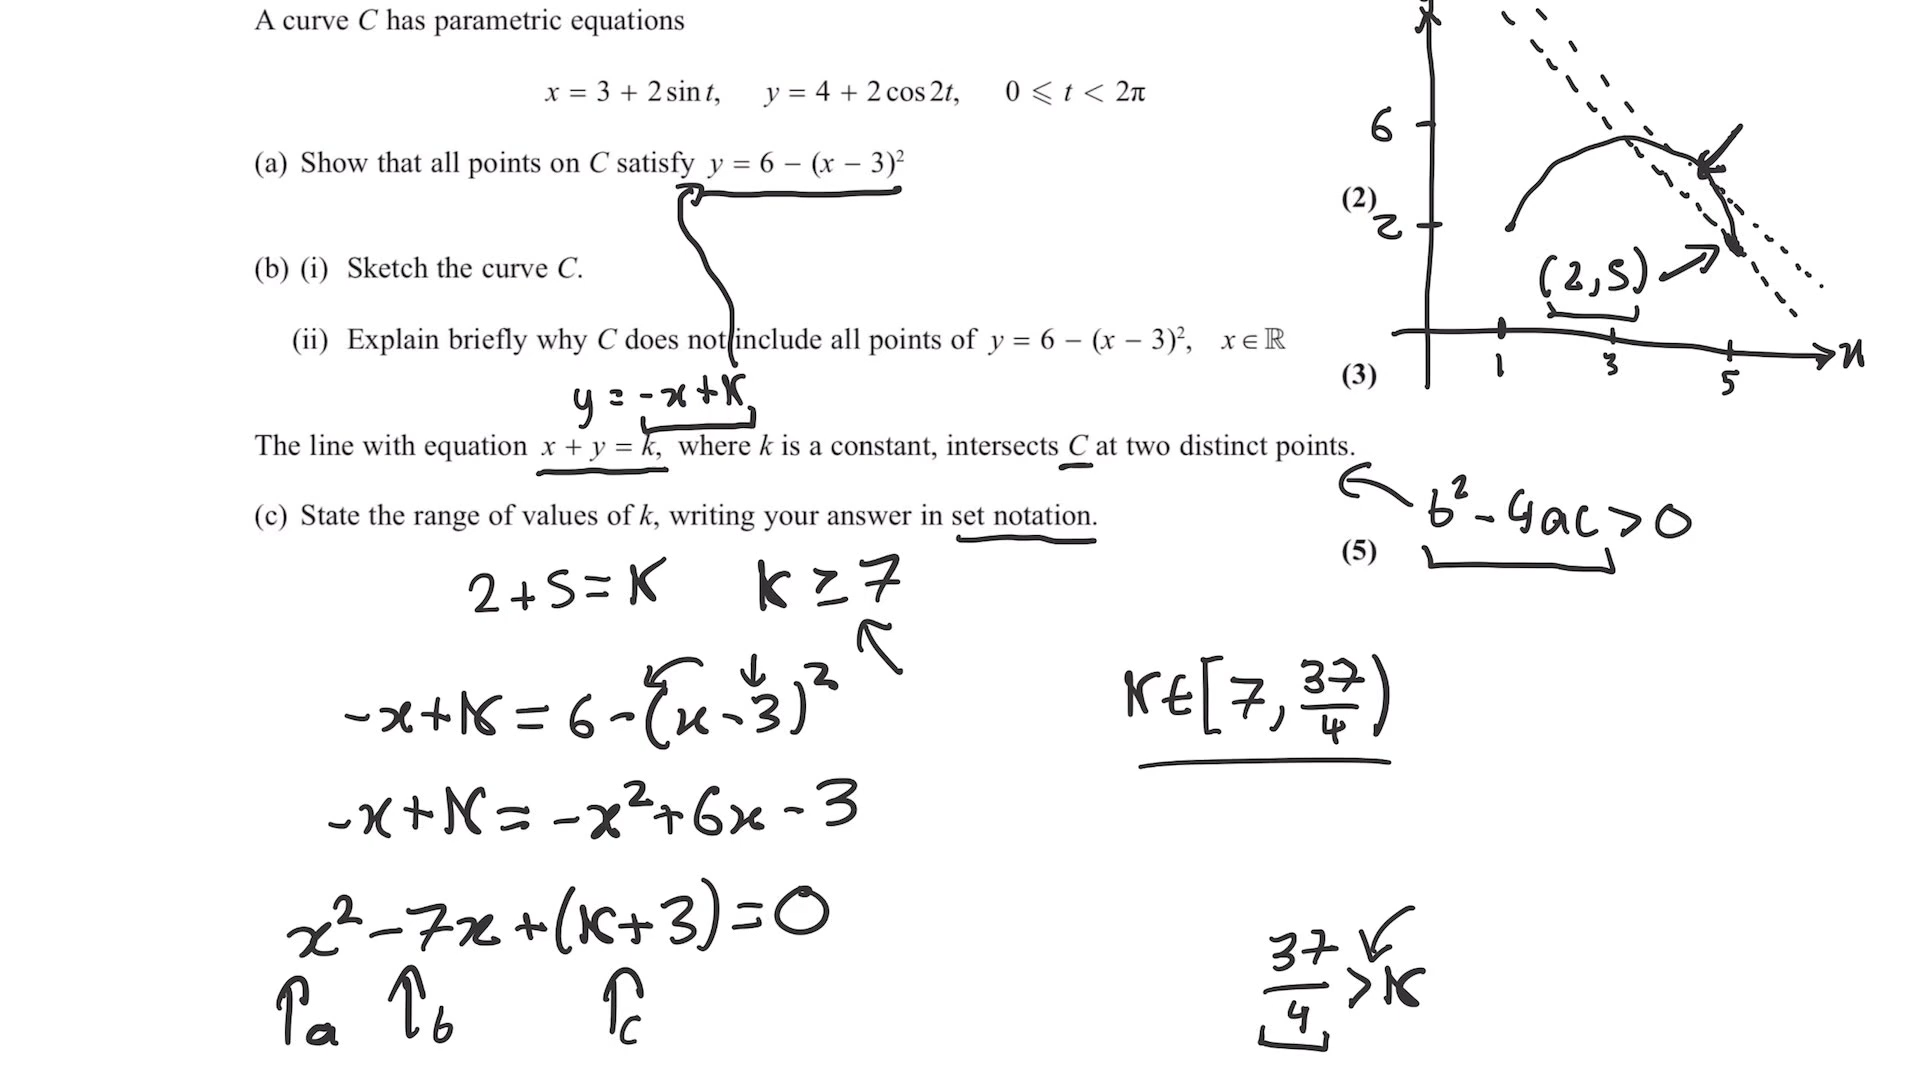 A curve C has parametric equations
x = 3 + 2 sin t, y = 4 + 2 cos 2t, 0 ⩽ t < 2π
(a) Show that all points on C satisfy y = 6 − (x − 3)²
(2)
(b) (i) Sketch the curve C.
(ii) Explain briefly why C does not include all points of y = 6 − (x − 3)², x ∈ ℝ
(3)
y = -x + K
The line with equation x + y = k, where k is a constant, intersects C at two distinct points.
(c) State the range of values of k, writing your answer in set notation.
(5)
b² - 4ac > 0
6
2
(2,5)
1
3
5
x
2 + 5 = K K ≥ 7
-x + K = 6 - (x - 3)²
-x + K = -x² + 6x - 3
x² - 7x + (K + 3) = 0
a b c
K ∈ [7, 37/4)
37/4 > K